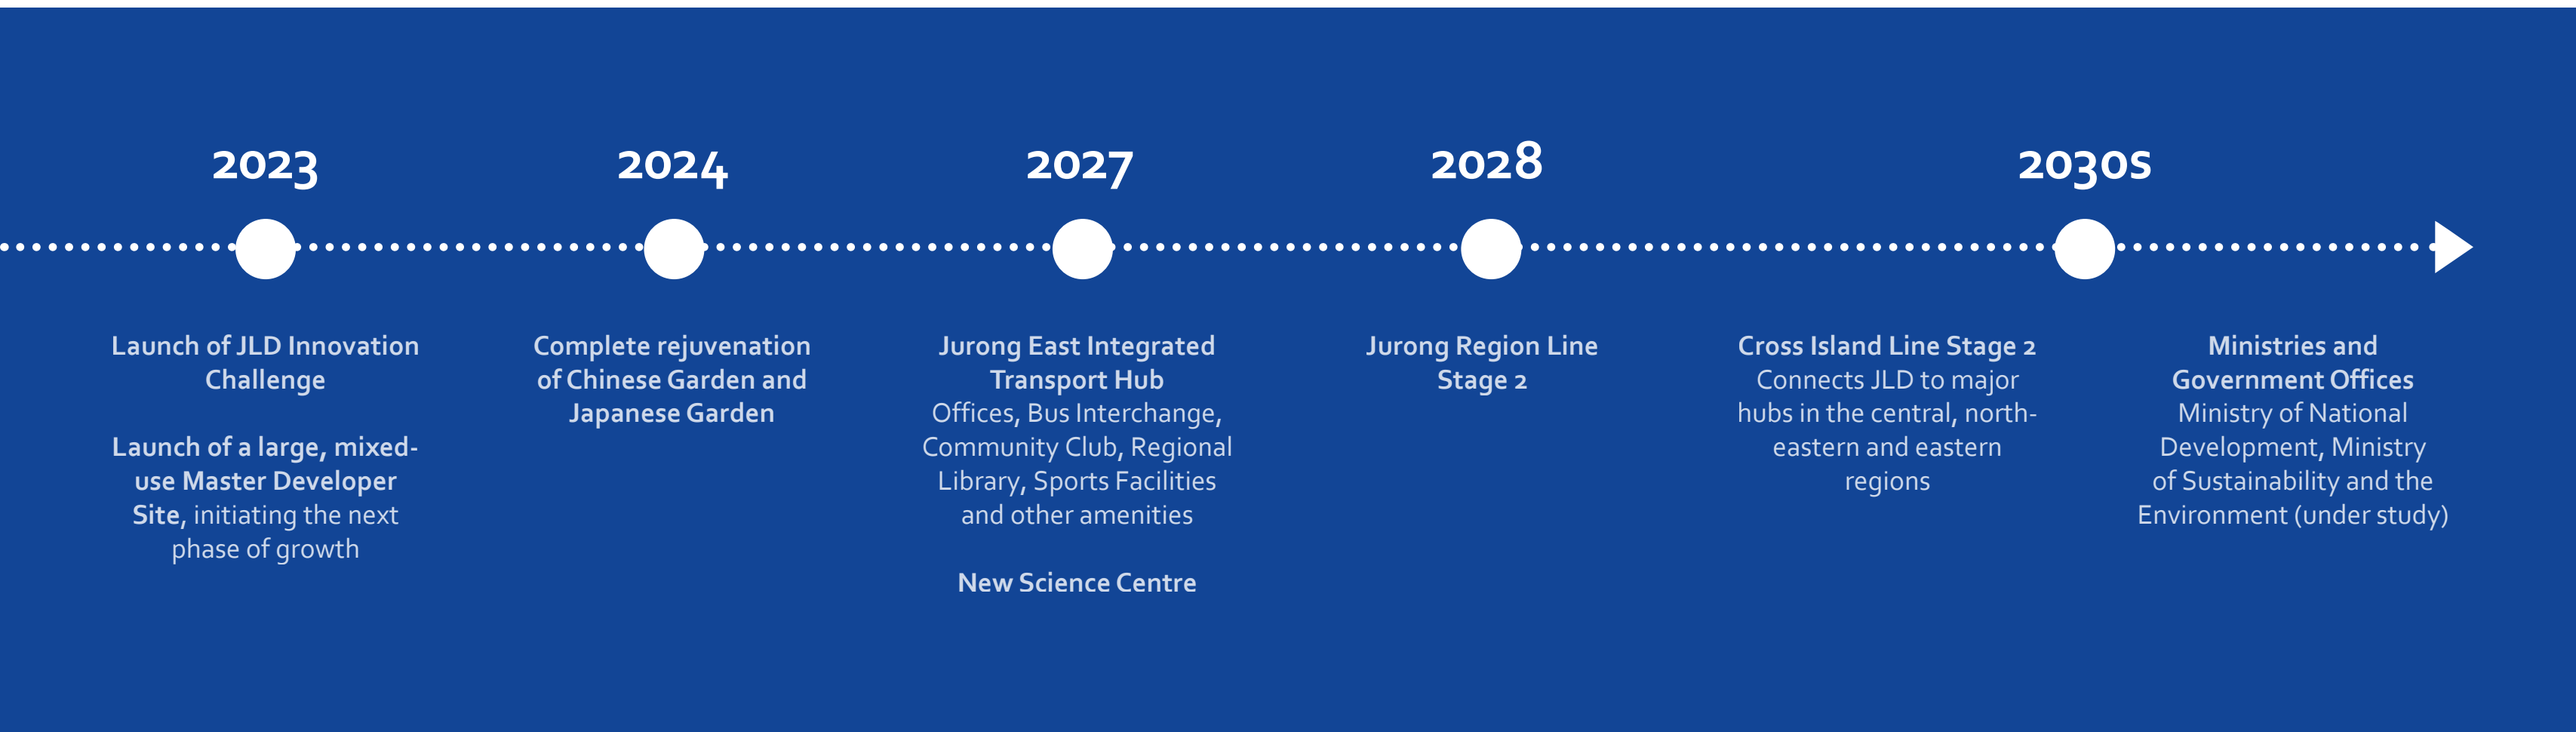 2023
Launch of JLD Innovation
Challenge
Launch of a large, mixed-
use Master Developer
Site, initiating the next
phase of growth
2024
Complete rejuvenation
of Chinese Garden and
Japanese Garden
2027
Jurong East Integrated
Transport Hub
Offices, Bus Interchange,
Community Club, Regional
Library, Sports Facilities
and other amenities
New Science Centre
2028
Jurong Region Line
Stage 2
2030s
Cross Island Line Stage 2
Connects JLD to major
hubs in the central, north-
eastern and eastern
regions
Ministries and
Government Offices
Ministry of National
Development, Ministry
of Sustainability and the
Environment (under study)